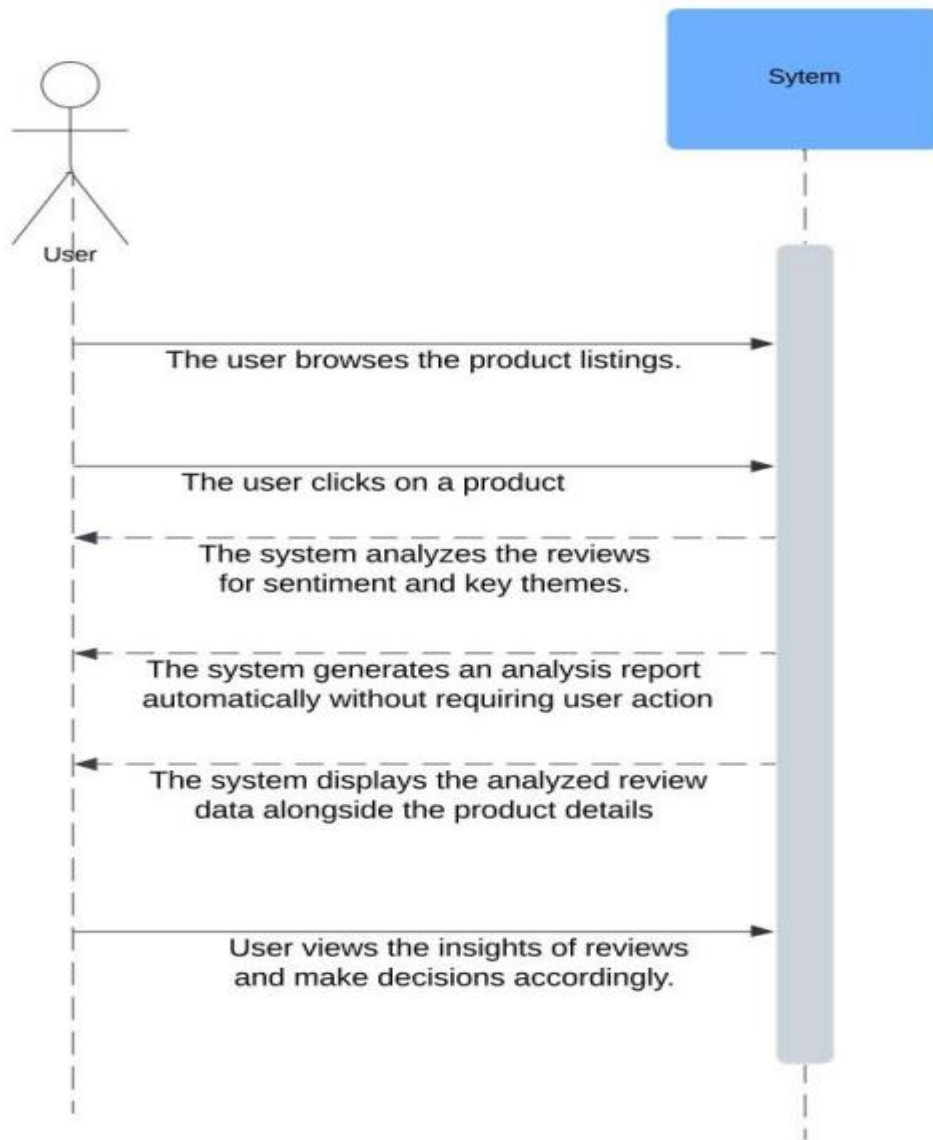 Sytem
User
The user browses the product listings.
The user clicks on a product
The system analyzes the reviews
for sentiment and key themes.
The system generates an analysis report
automatically without requiring user action
The system displays the analyzed review
data alongside the product details
User views the insights of reviews
and make decisions accordingly.